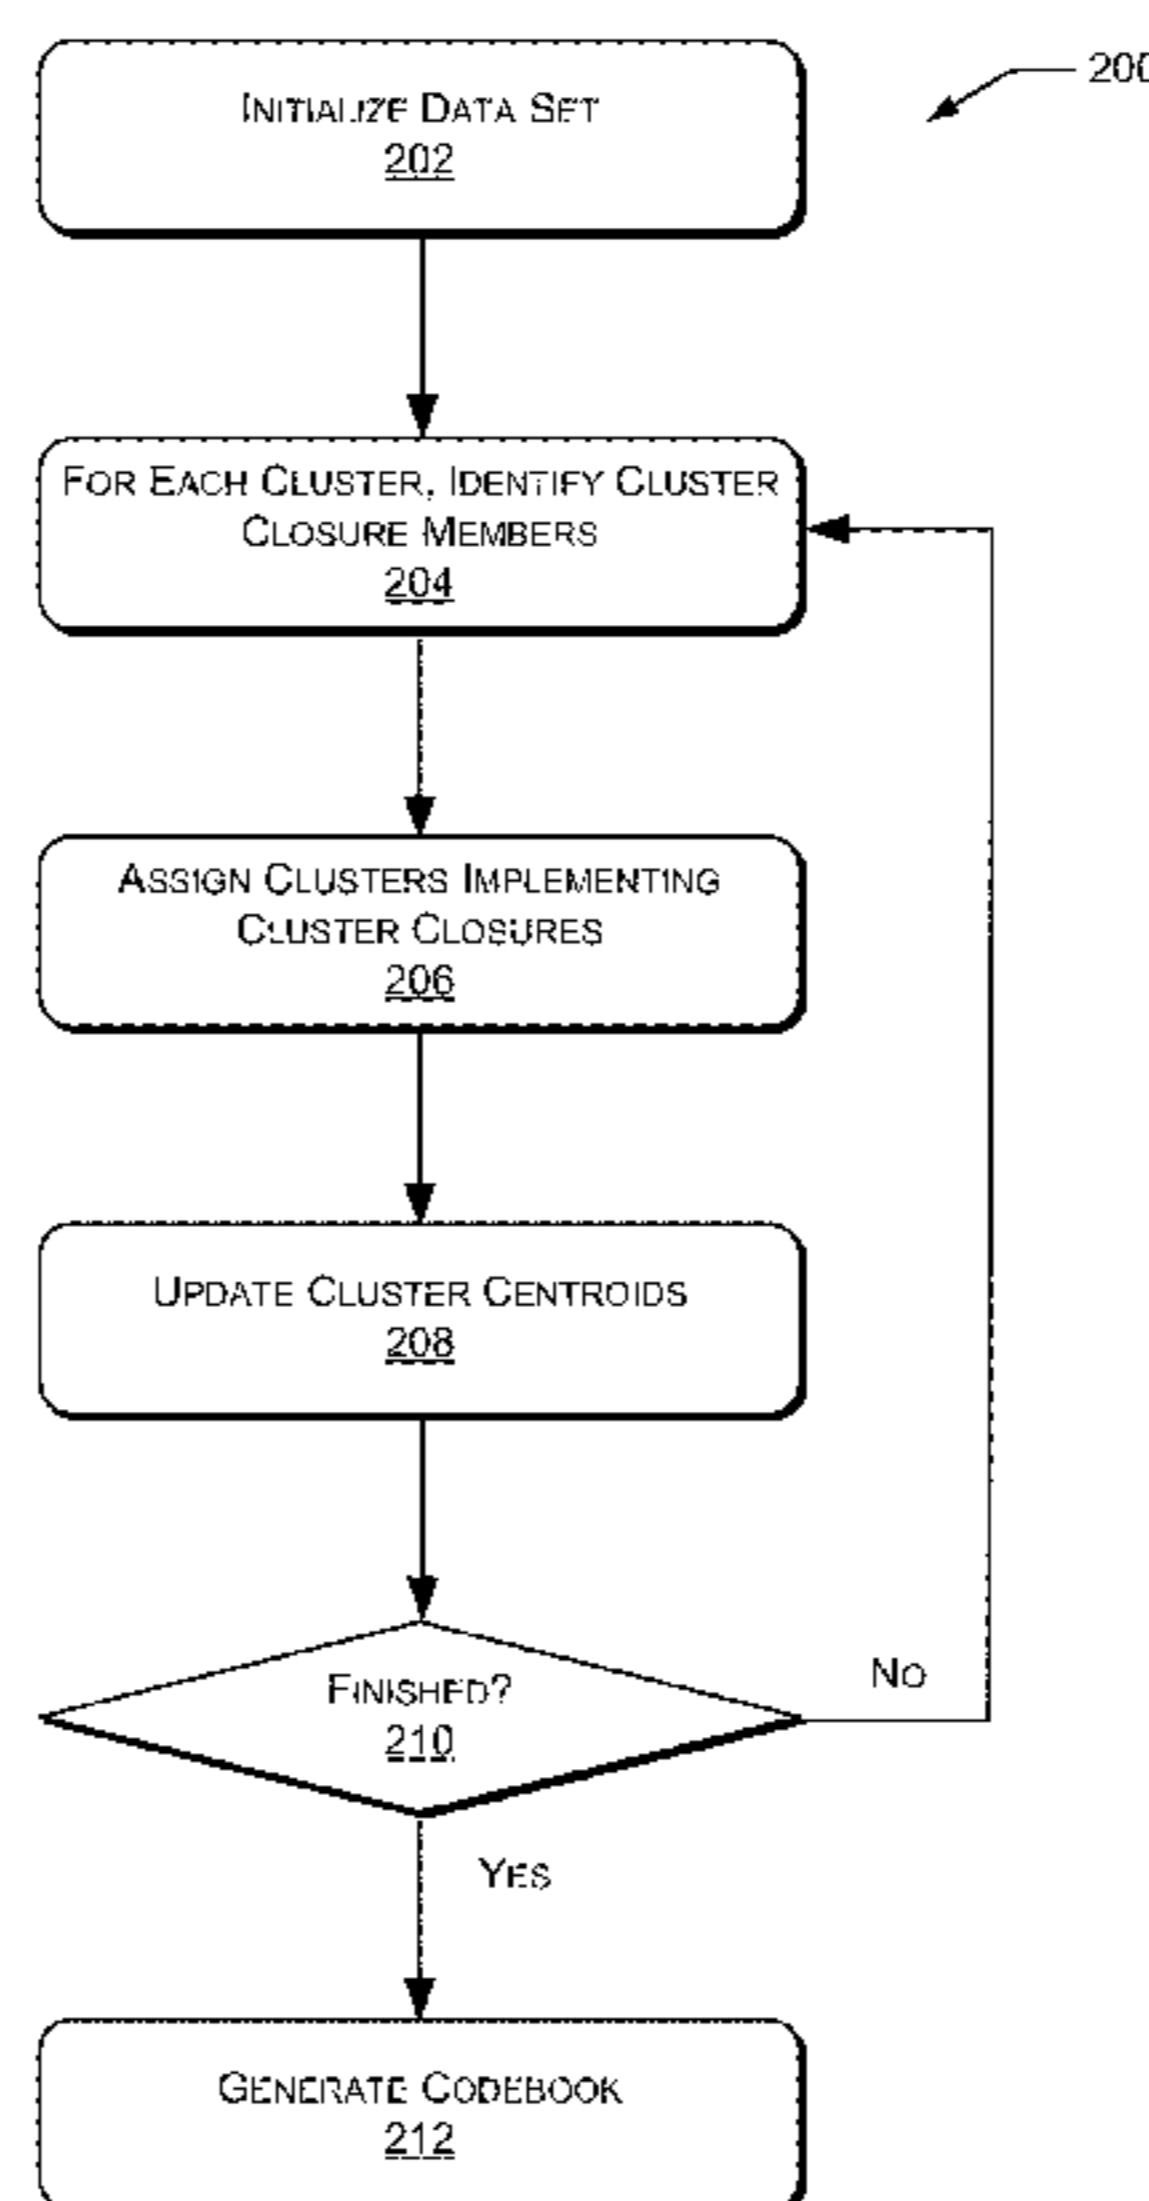 INITIALIZE DATA SET
202
200
FOR EACH CLUSTER, IDENTIFY CLUSTER
CLOSURE MEMBERS
204
ASSIGN CLUSTERS IMPLEMENTING
CLUSTER CLOSURES
206
UPDATE CLUSTER CENTROIDS
208
FINISHED?
210
NO
YES
GENERATE CODEBOOK
212